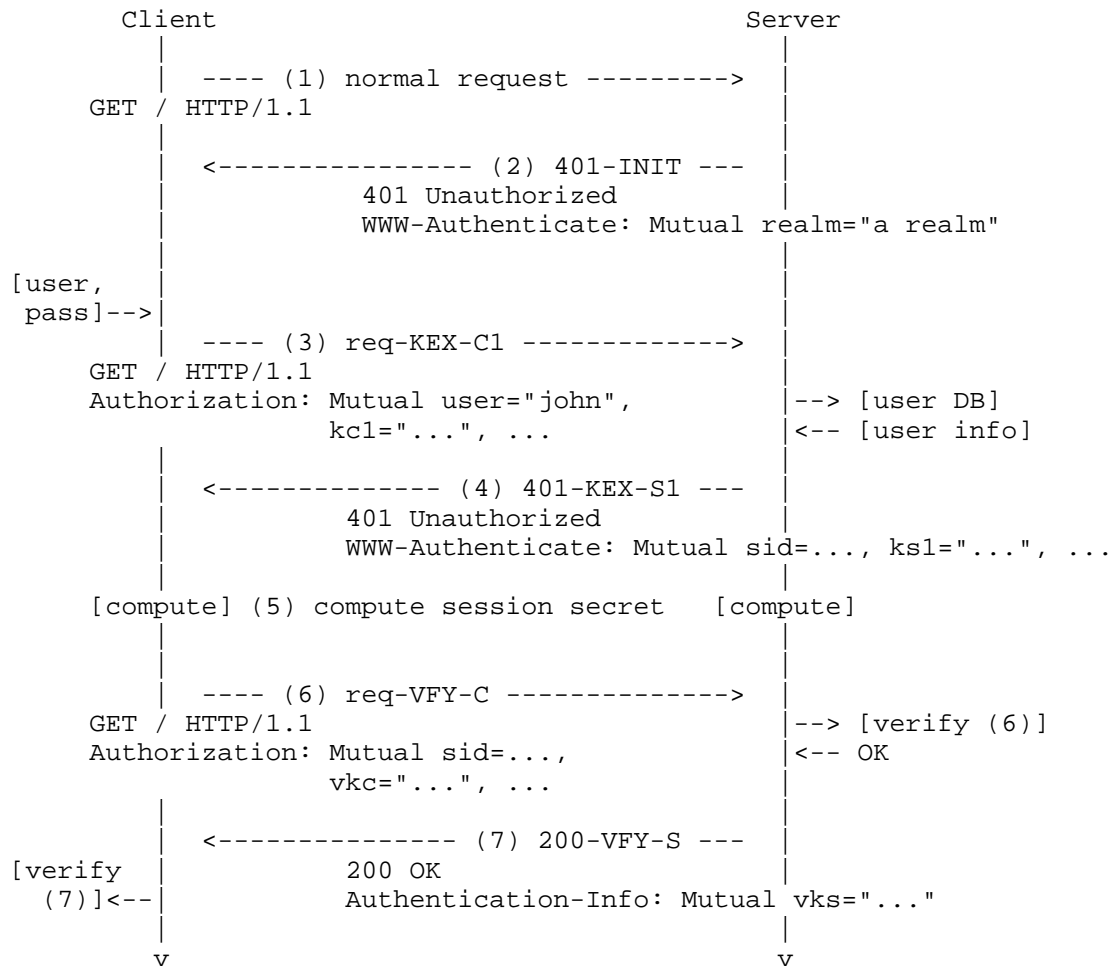 Client Server
---- (1) normal request --------->
GET / HTTP/1.1
<---------------- (2) 401-INIT ---
401 Unauthorized
WWW-Authenticate: Mutual realm="a realm"
[user,
pass]-->
---- (3) req-KEX-C1 ------------->
GET / HTTP/1.1
Authorization: Mutual user="john", --> [user DB]
kc1="...", ... <-- [user info]
<-------------- (4) 401-KEX-S1 ---
401 Unauthorized
WWW-Authenticate: Mutual sid=..., ks1="...", ...
[compute] (5) compute session secret [compute]
---- (6) req-VFY-C -------------->
GET / HTTP/1.1 --> [verify (6)]
Authorization: Mutual sid=..., <-- OK
vkc="...", ...
<--------------- (7) 200-VFY-S ---
[verify 200 OK
(7)]<-- Authentication-Info: Mutual vks="..."
v v